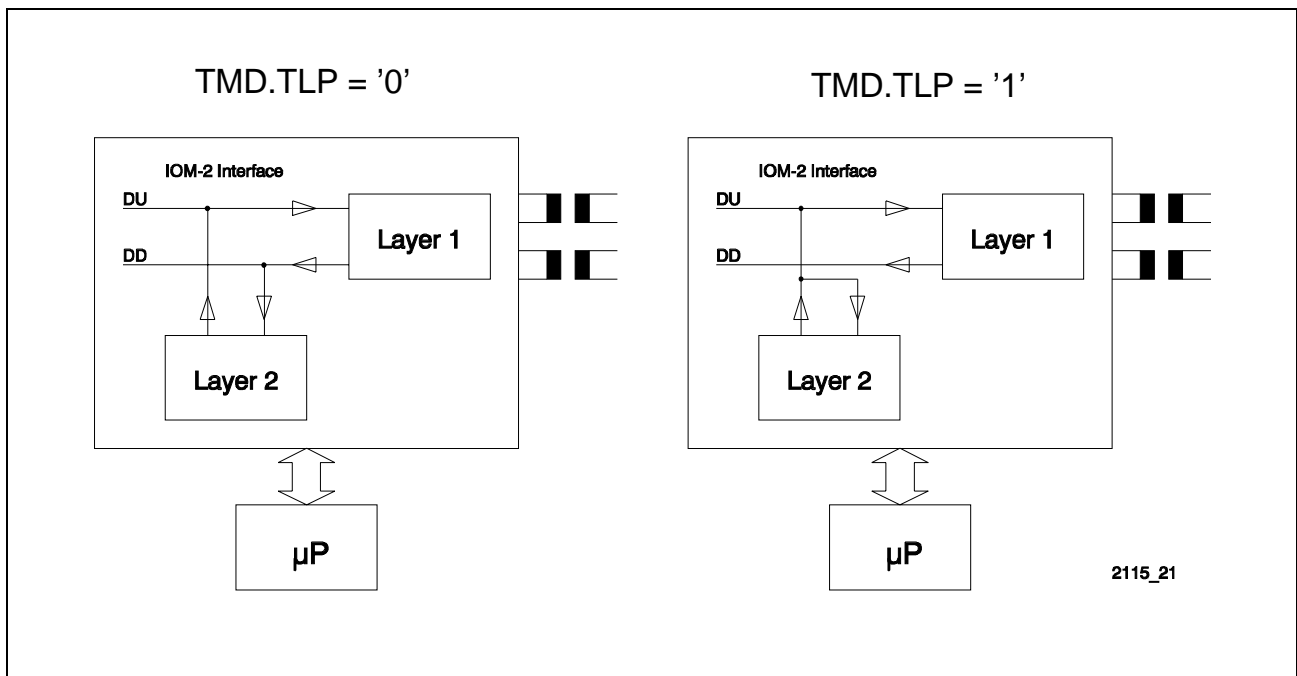 TMD.TLP = ’0’
IOM-2 Interface
DU
DD
Layer 1
Layer 2
µP
TMD.TLP = ’1’
IOM-2 Interface
DU
DD
Layer 1
Layer 2
µP
2115_21